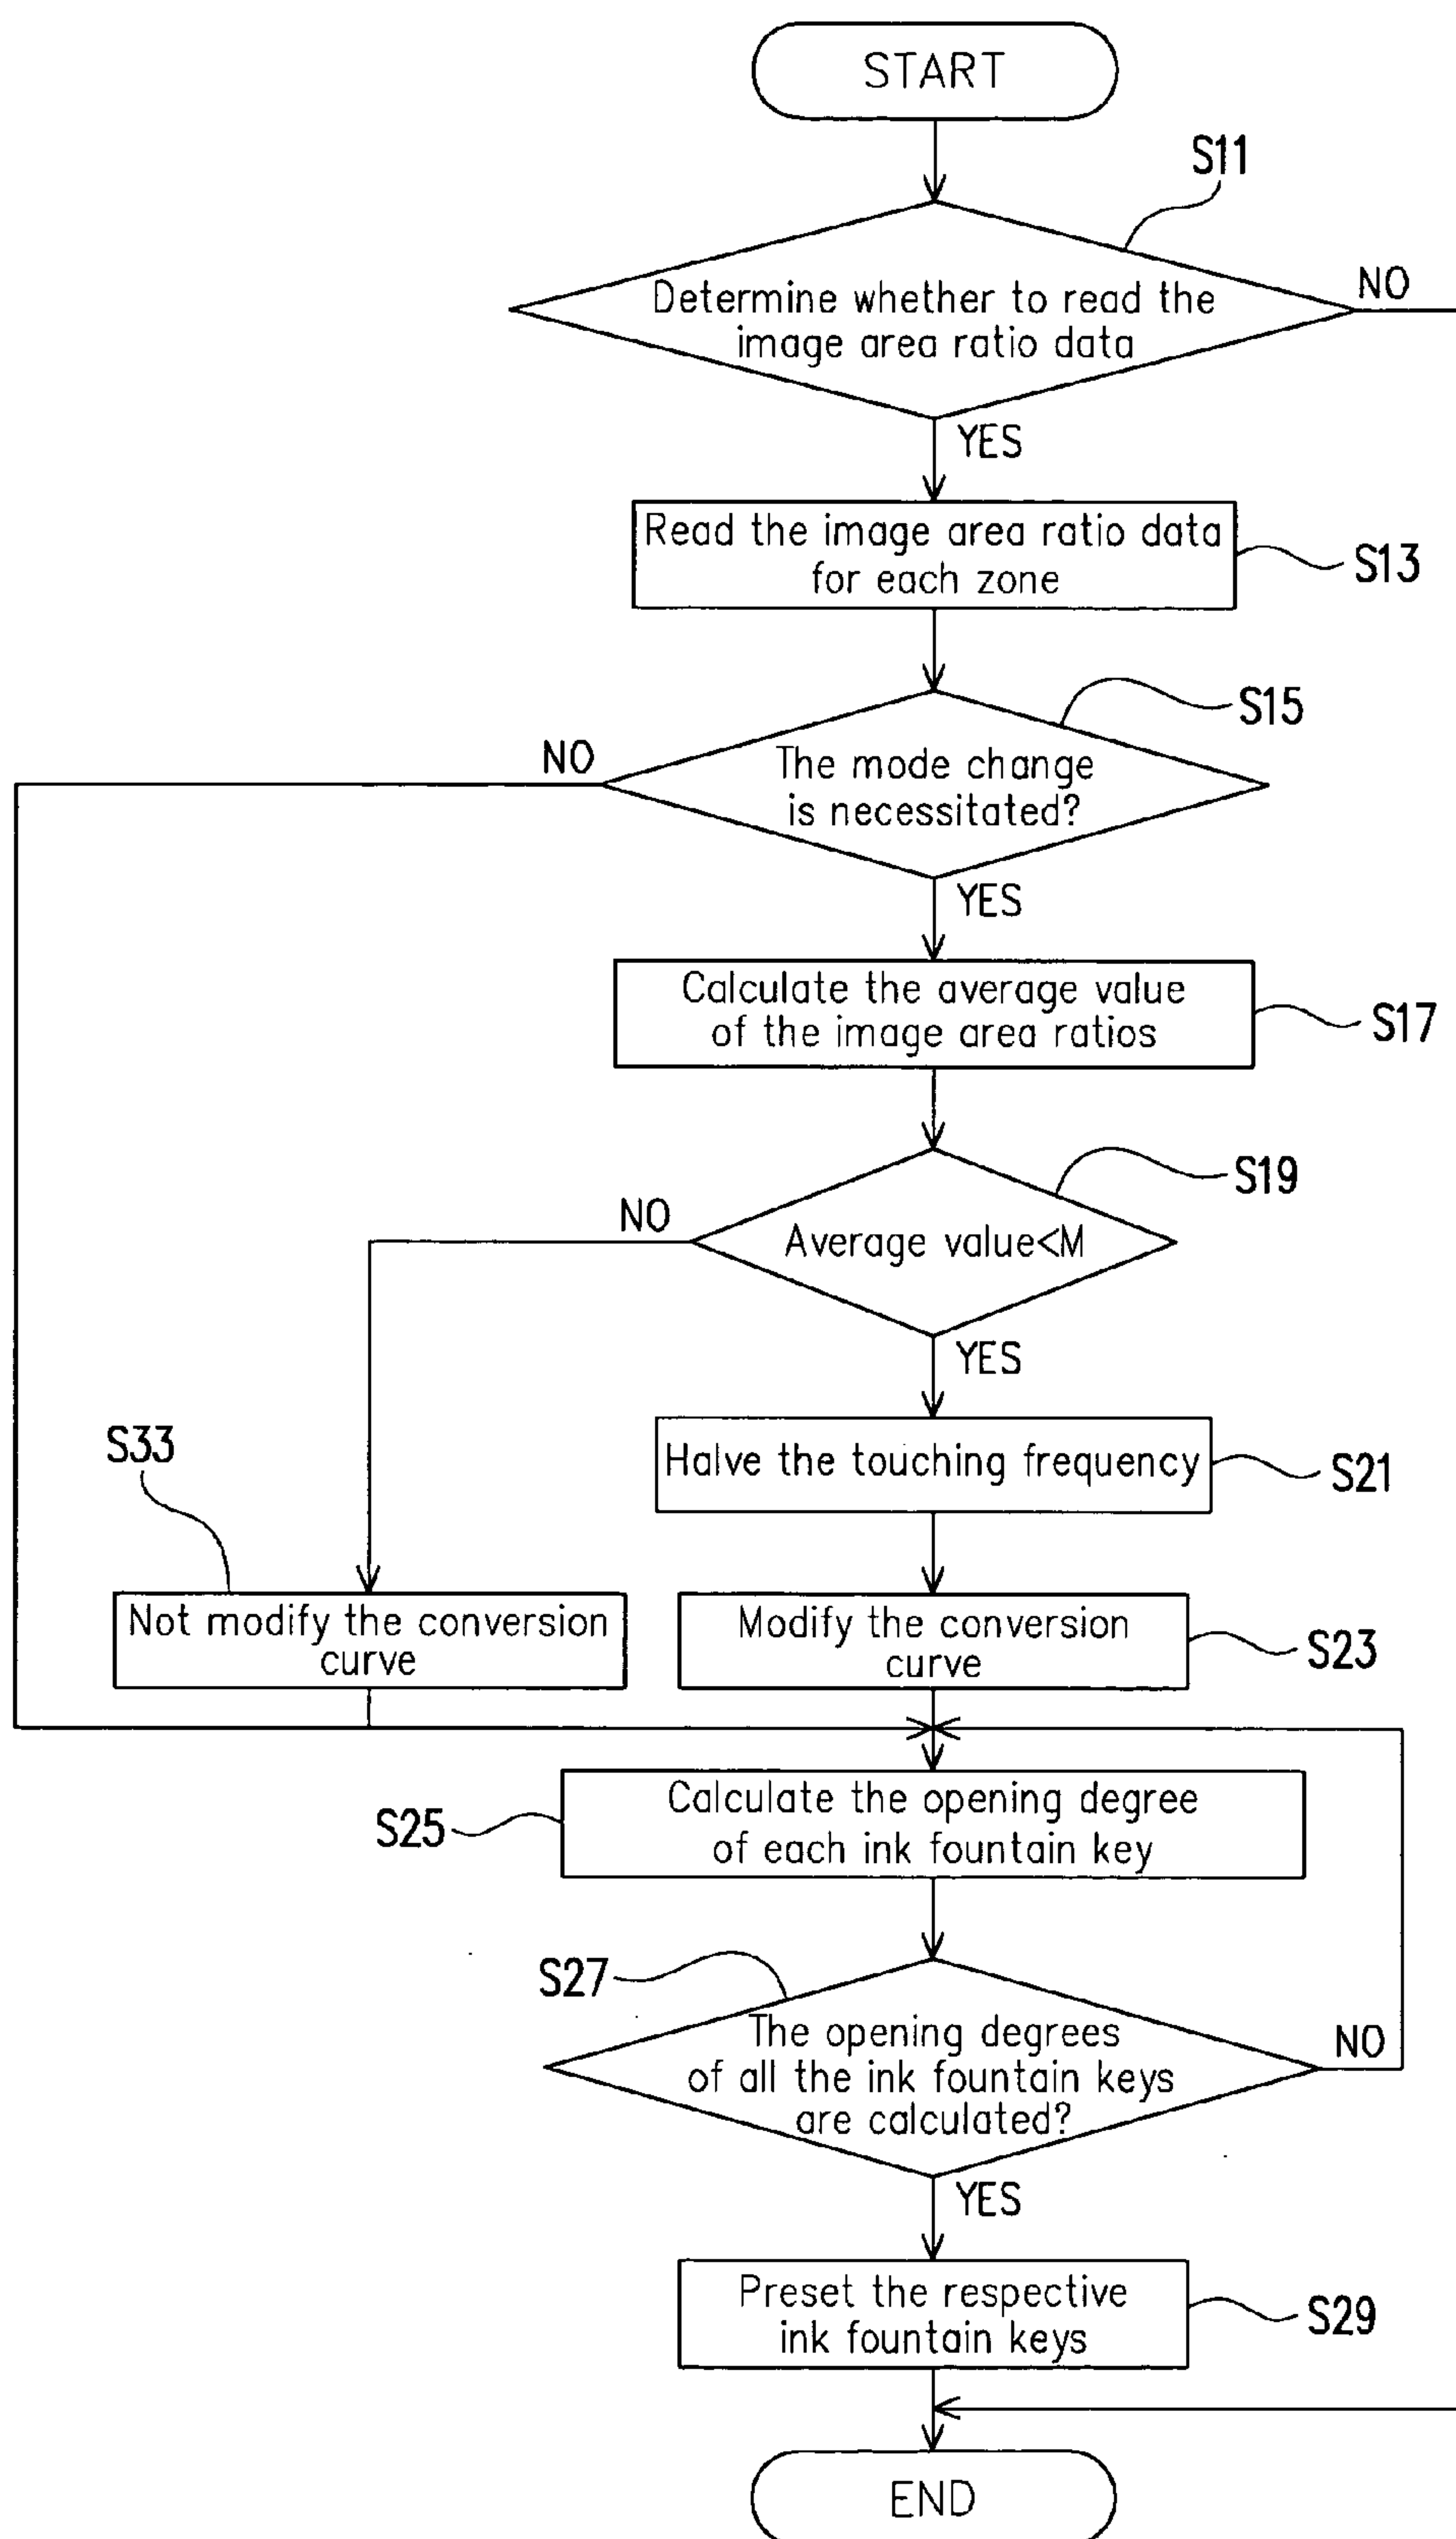 START
S11
Determine whether to read the
image area ratio data
NO
YES
Read the image area ratio data
for each zone
S13
S15
NO
The mode change
is necessitated?
YES
Calculate the average value
of the image area ratios
S17
S19
NO
Average value<M
YES
Halve the touching frequency
S21
S33
Not modify the conversion
curve
Modify the conversion
curve
S23
Calculate the opening degree
of each ink fountain key
S25
S27
The opening degrees
of all the ink fountain keys
are calculated?
NO
YES
Preset the respective
ink fountain keys
S29
END